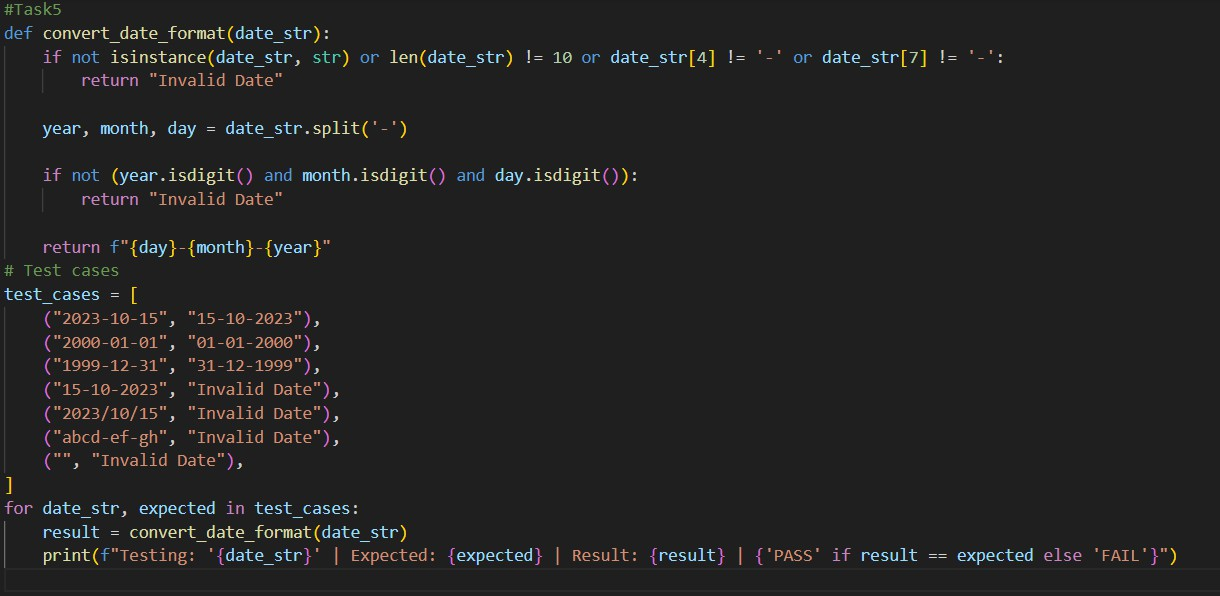 #Task5
def convert_date_format(date_str):
    if not isinstance(date_str, str) or len(date_str) != 10 or date_str[4] != '-' or date_str[7] != '-':
        return "Invalid Date"

    year, month, day = date_str.split('-')

    if not (year.isdigit() and month.isdigit() and day.isdigit()):
        return "Invalid Date"

    return f"{day}-{month}-{year}"
# Test cases
test_cases = [
    ("2023-10-15", "15-10-2023"),
    ("2000-01-01", "01-01-2000"),
    ("1999-12-31", "31-12-1999"),
    ("15-10-2023", "Invalid Date"),
    ("2023/10/15", "Invalid Date"),
    ("abcd-ef-gh", "Invalid Date"),
    ("", "Invalid Date"),
]
for date_str, expected in test_cases:
    result = convert_date_format(date_str)
    print(f"Testing: '{date_str}' | Expected: {expected} | Result: {result} | {'PASS' if result == expected else 'FAIL'}")